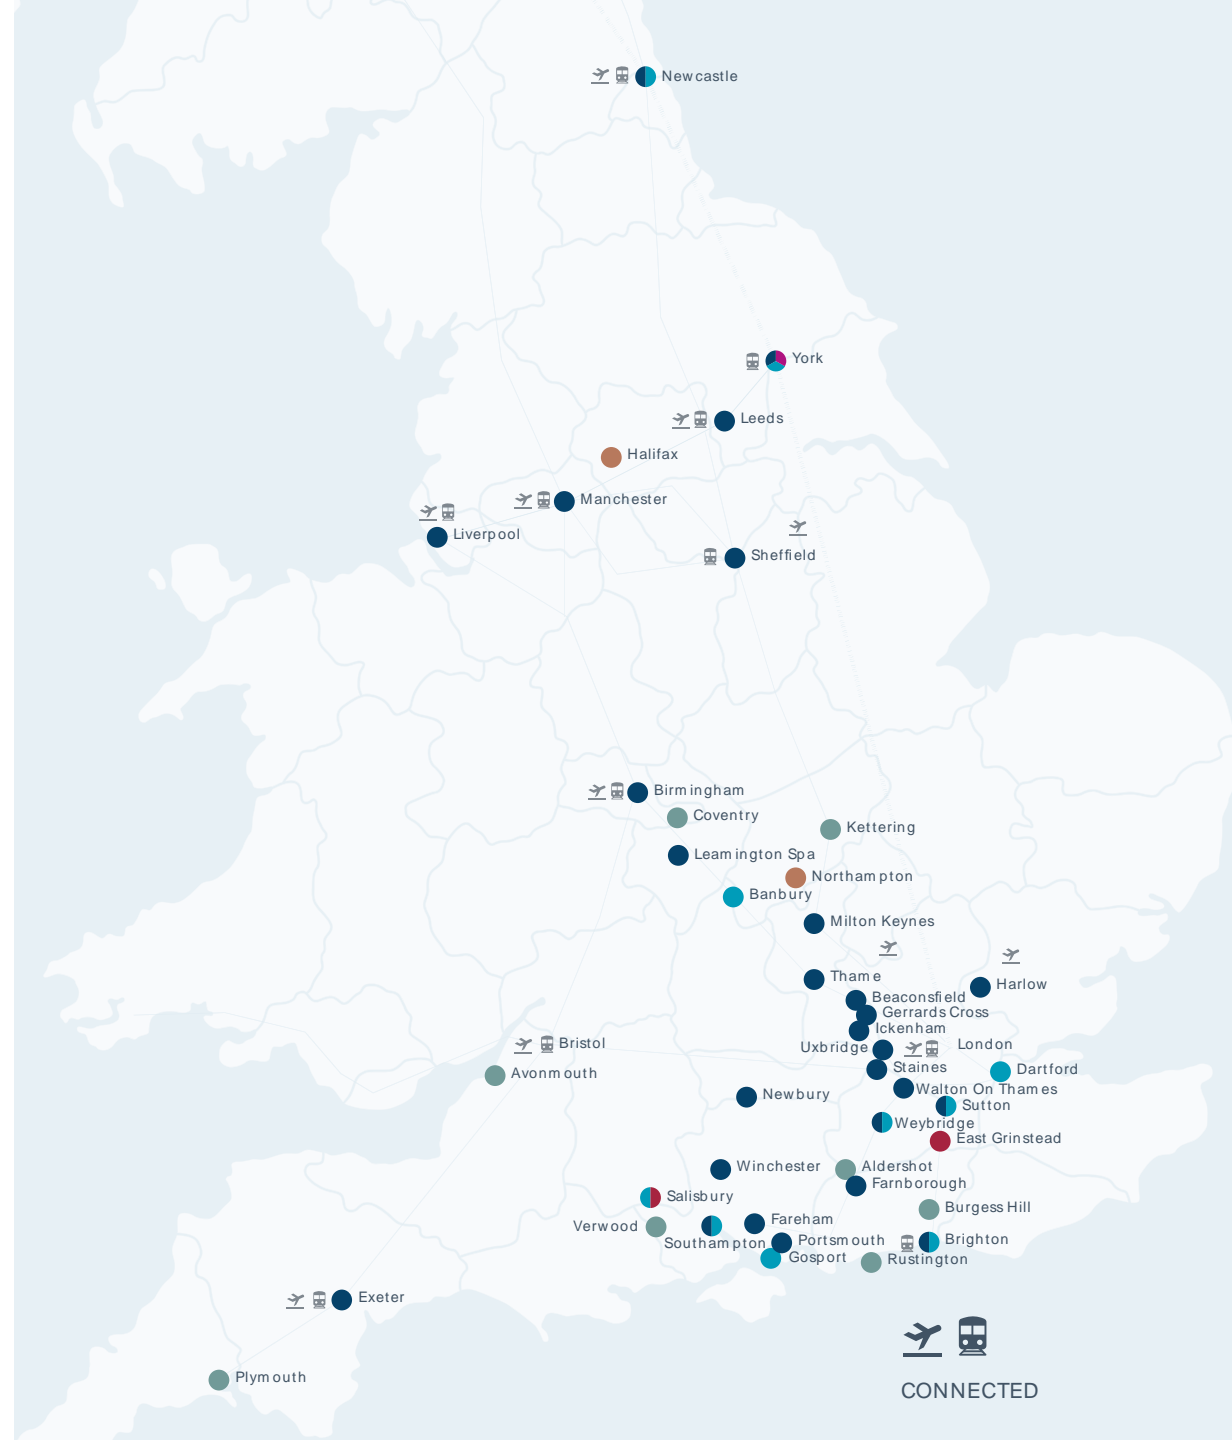 Newcastle
York
Leeds
Halifax
Manchester
Liverpool
Sheffield
Birmingham
Coventry
Kettering
Leamington Spa
Northampton
Banbury
Milton Keynes
Thame
Harlow
Beaconsfield
Gerrards Cross
Ickenham
Uxbridge
London
Bristol
Staines
Dartford
Avonmouth
Walton On Thames
Newbury
Sutton
Weybridge
East Grinstead
Winchester
Aldershot
Farnborough
Salisbury
Burgess Hill
Fareham
Verwood
Southampton
Portsmouth
Brighton
Gosport
Rustington
Exeter
Plymouth
CONNECTED